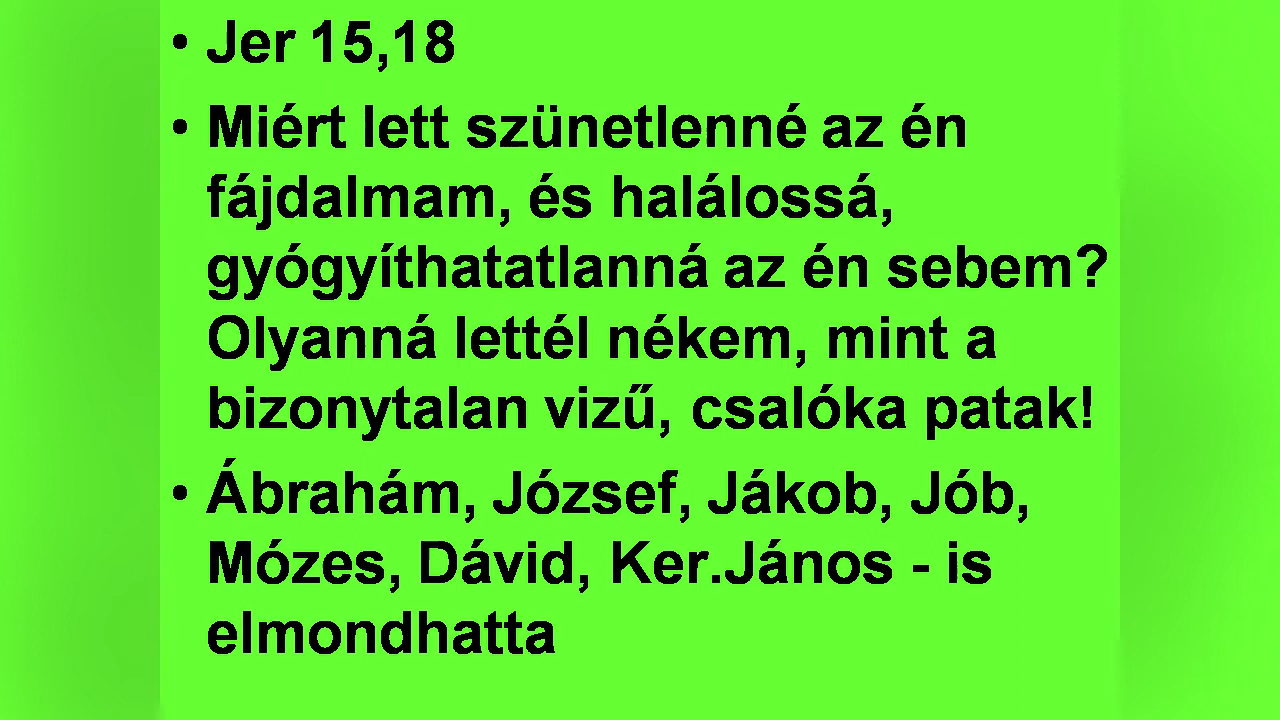 • Jer 15,18
• Miért lett szünetlenné az én
fájdalmam, és halálossá,
gyógyíthatatlanná az én sebem?
Olyanná lettél nékem, mint a
bizonytalan vizű, csalóka patak!
• Ábrahám, József, Jákob, Jób,
Mózes, Dávid, Ker.János - is
elmondhatta